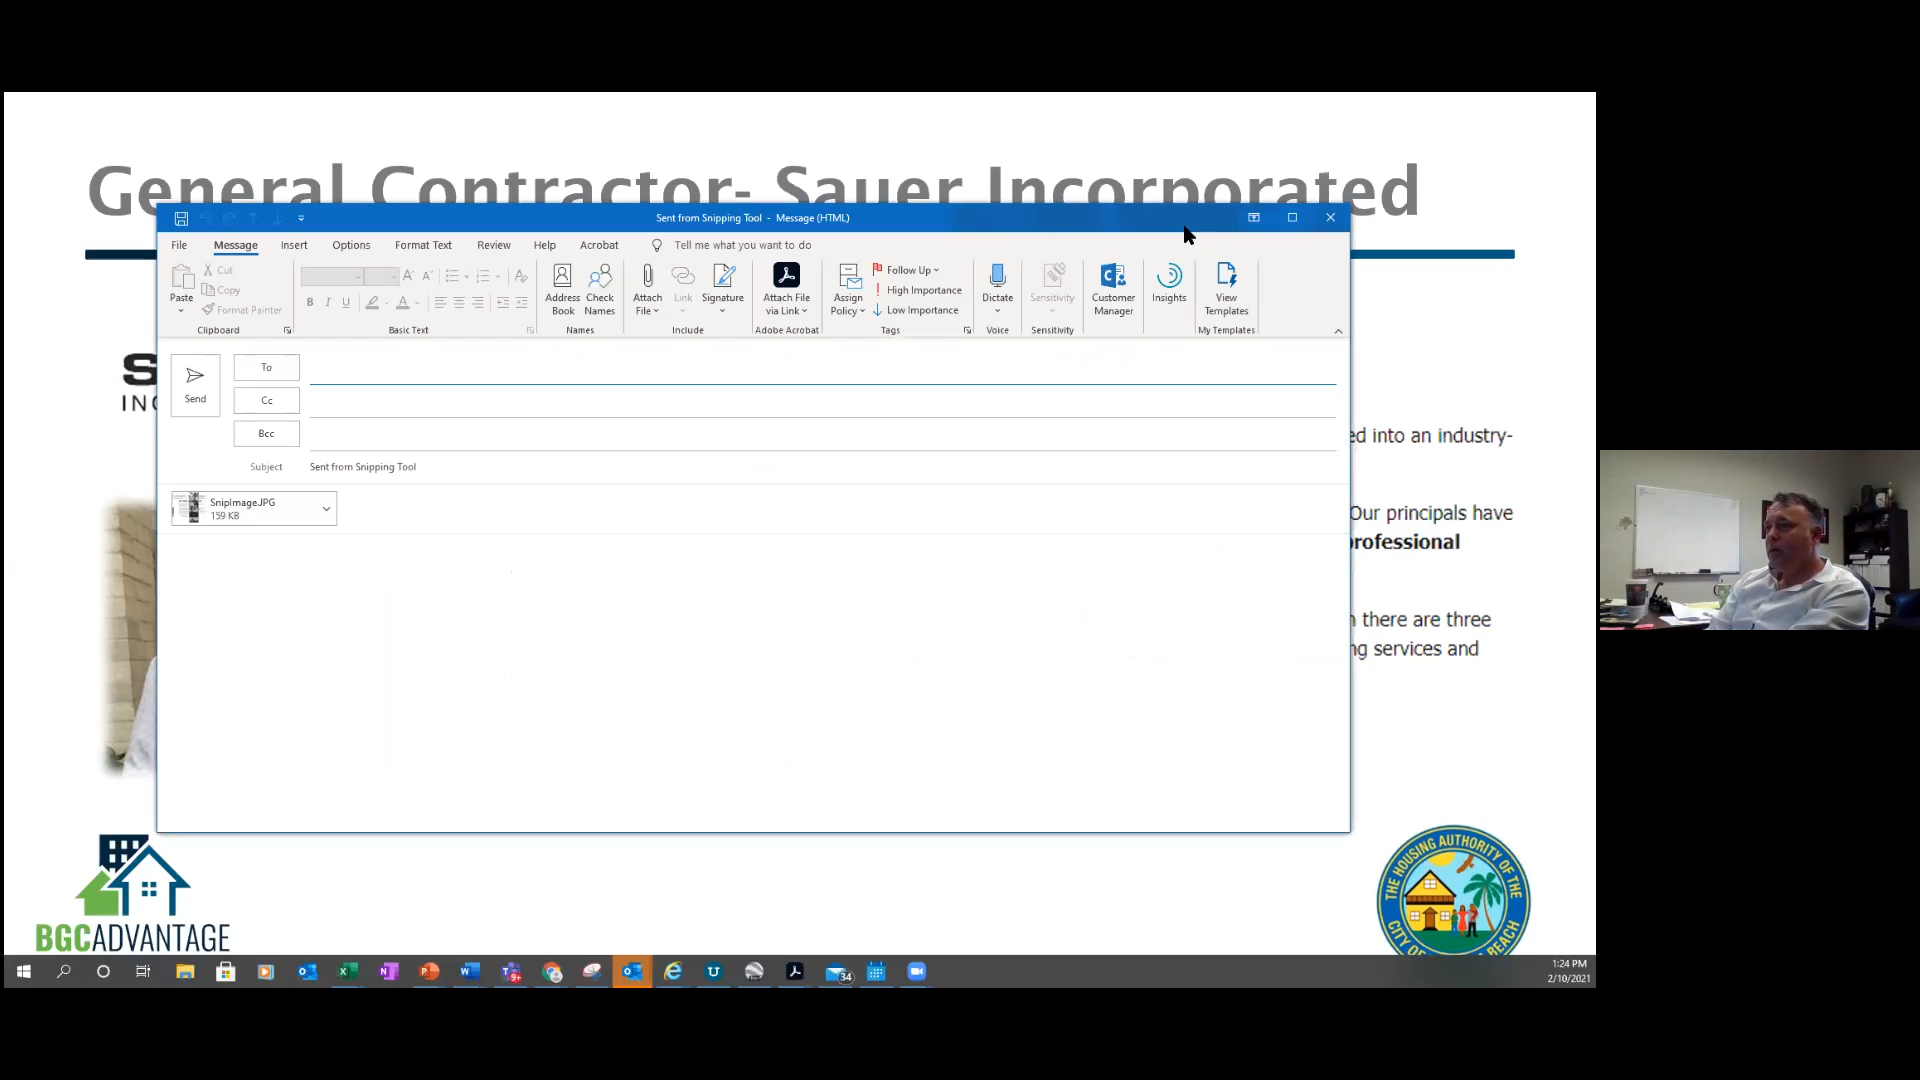 General Contractor- Sauer Incorporated
Sent from Snipping Tool - Message (HTML)
File Message Insert Options Format Text Review Help Acrobat Tell me what you want to do
Paste
Cut
Copy
Format Painter
Clipboard
B I U
Basic Text
Address Book
Check Names
Names
Attach File
Link
Signature
Include
Attach File via Link
Adobe Acrobat
Assign Policy
Follow Up
High Importance
Low Importance
Tags
Dictate
Voice
Sensitivity
Sensitivity
Customer Manager
Insights
View Templates
My Templates
Send
To
Cc
Bcc
Subject Sent from Snipping Tool
SnipImage.JPG
159 KB
S
INC
ed into an industry-
Our principals have
professional
n there are three
ng services and
BGCADVANTAGE
THE HOUSING AUTHORITY OF THE
CITY OF
BEACH
34
1:24 PM
2/10/2021